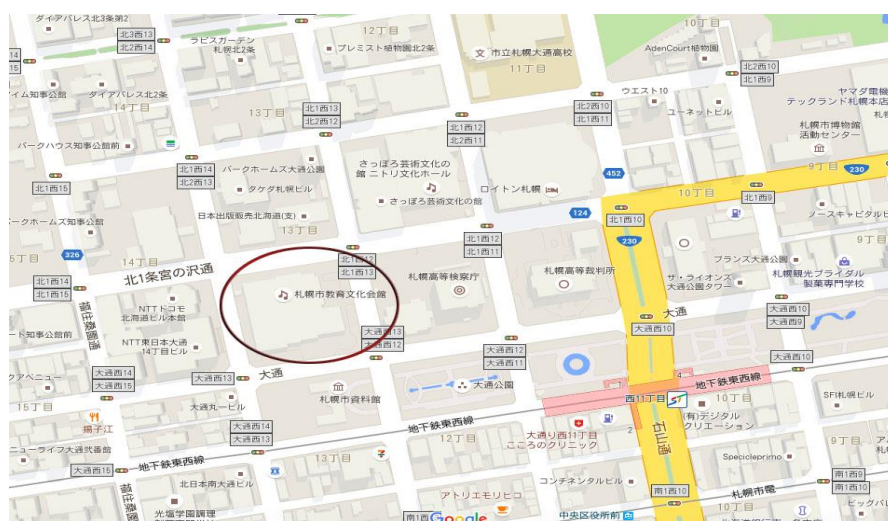 ダイアパレス北3条第2
12丁目
10丁目
北3西13
北2西14
ラピスガーデン
札幌北2条
プレミスト植物園北2条
市立札幌大通高校
AdenCourt植物園
11丁目
北2西10
北1西9
ダイアパレス北2条
14丁目
13丁目
北1西13
北2西12
北2西10
北1西11
ウエスト10
ユーネットビル
ヤマダ電機
テックランド札幌本店
パークハウス知事公館前
北1西12
北2西11
札幌市博物館
活動センター
北1西15
北1西14
北2西13
パークホームズ大通公園
タケダ札幌ビル
さっぽろ芸術文化の
館 ニトリ文化ホール
さっぽろ芸術文化の館
ロイトン札幌
452
9丁目
230
10丁目
日本出版販売北海道(支)
13丁目
124
北1西10
北1西9
ノースキャピタルビ
ークホームズ知事公館
15丁目
326
14丁目
北1条宮の沢通
北1西12
北1西13
北1西12
北1西11
230
9丁目
フランス大通公園
北1西14
北1西15
札幌市教育文化会館
札幌高等検察庁
札幌高等裁判所
ザ・ライオンズ
大通公園タワー
札幌観光ブライダル
製菓専門学校
NTTドコモ
北海道ビル本館
大通
大通西10
大通西10
大通西9
ート知事公館前
NTT東日本大通
14丁目ビル
大通西13
大通西12
大通西12
大通西11
大通西10
クアベニュー
大通西14
大通西15
大通西13
大通
札幌市資料館
大通公園
地下鉄東西線
西11丁目
10丁目
SFI札幌ビル
15丁目
大通丸一ビル
揚子江
大通西14
大通西13
地下鉄東西線
12丁目
大通り西11丁目
こころのクリニック
石山通
(有)デジタル
クリエーション
9丁目
ニューライフ大通弐番館
大通西15
地下鉄東西線
13丁目
Specicleprimo
北日本南大通ビル
コンチネンタルビル
南1西9
南1西10
光塩学園調理
アトリエモリヒコ
南1西10
札幌市電
Google
中央区役所前
ビッグパ